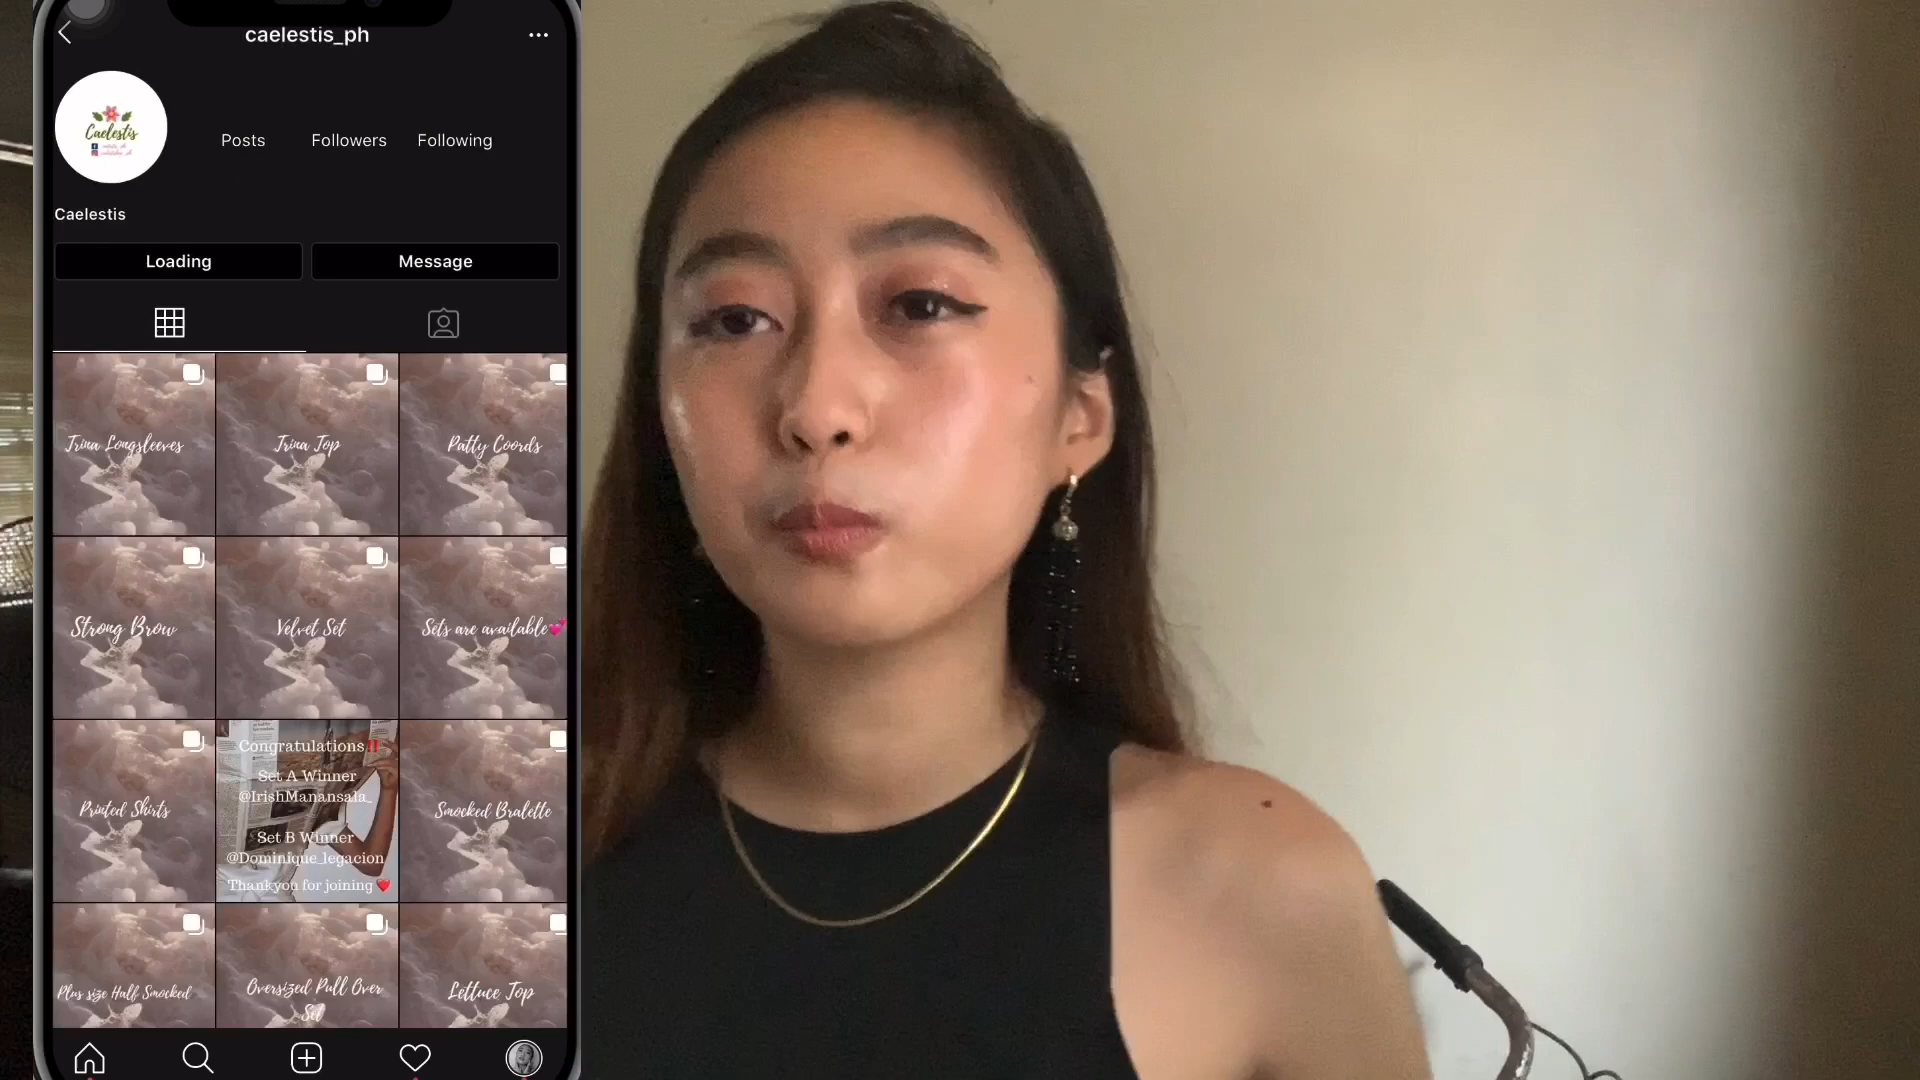 caelestis_ph
Caelestis
Posts
Followers
Following
Caelestis
Loading
Message
Trina Longsleeves
Trina Top
Patty Coords
Strong Brow
Velvet Set
Sets are available💕
Printed Shirts
Congratulations‼️
Set A Winner
@IrishManansala_
Set B Winner
@Dominique_legacion
Thankyou for joining ❤️
Smocked Bralette
Plus size Half Smocked
Oversized Pull Over
Set
Lettuce Top